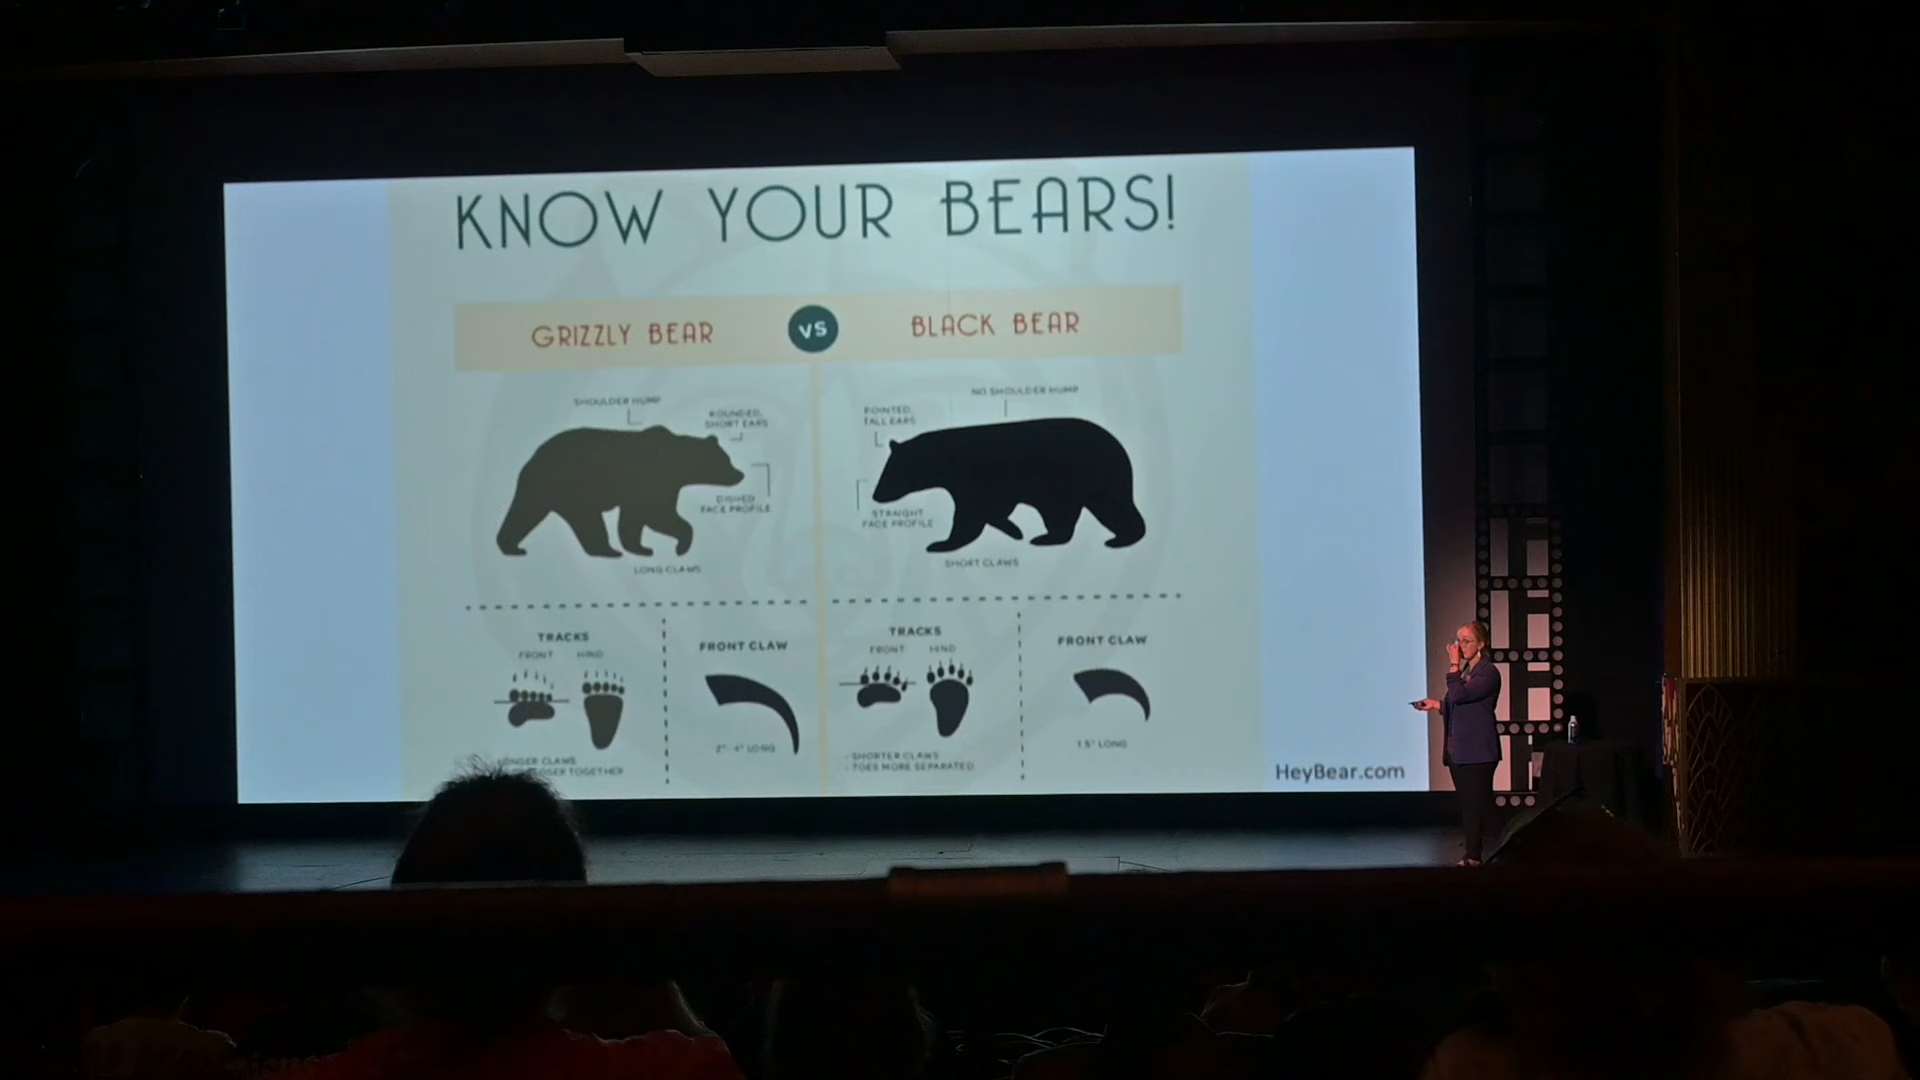 KNOW YOUR BEARS!
GRIZZLY BEAR
VS
BLACK BEAR
SHOULDER HUMP
ROUNDED,
SHORT EARS
DISHED
FACE PROFILE
LONG CLAWS
NO SHOULDER HUMP
POINTED,
TALL EARS
STRAIGHT
FACE PROFILE
SHORT CLAWS
TRACKS
FRONT HIND
FRONT CLAW
2"- 4" LONG
TOGETHER
TRACKS
FRONT HIND
- SHORTER CLAWS
- TOES MORE SEPARATED
FRONT CLAW
1.5" LONG
HeyBear.com